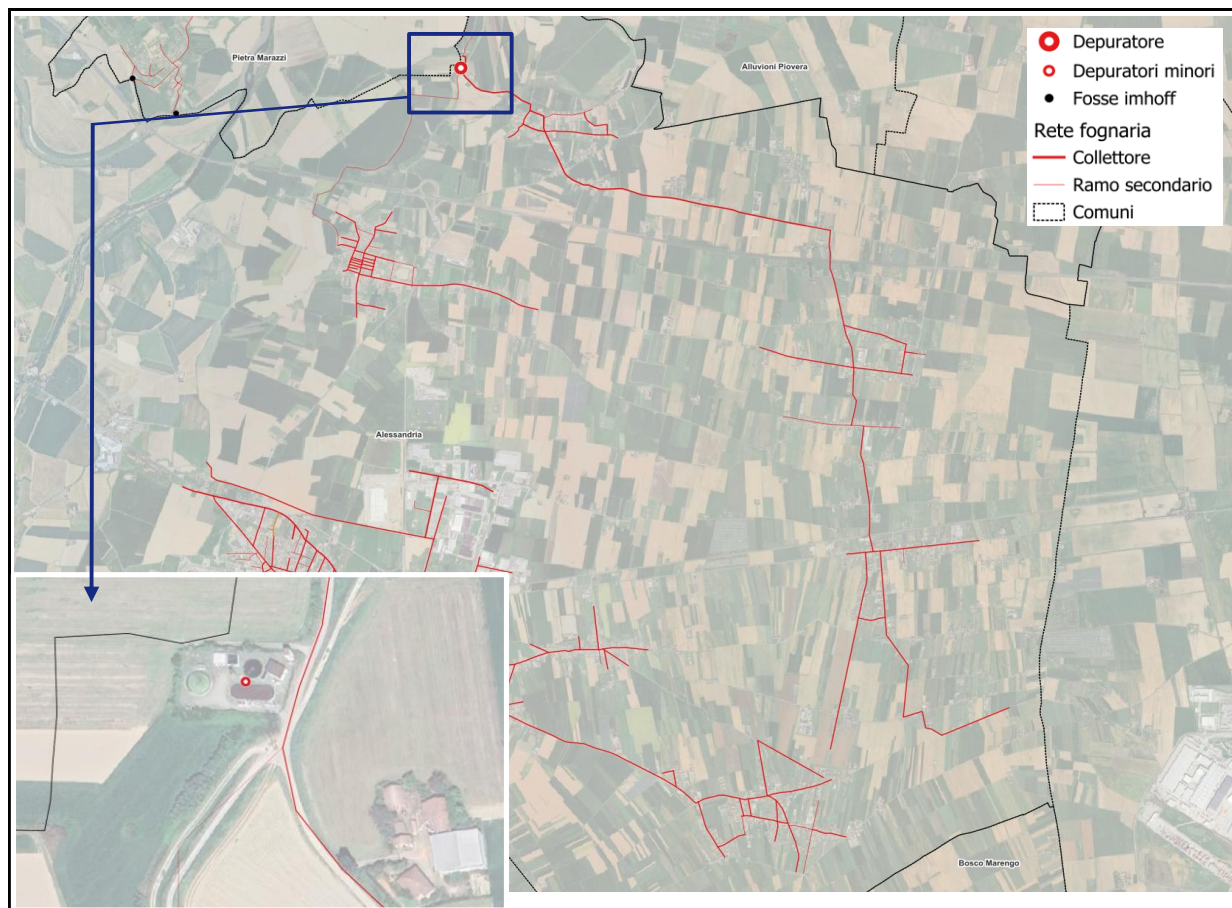 Pietra Marazzi
Alluvioni Piovera
Depuratore
Depuratori minori
Fosse imhoff
Rete fognaria
Collettore
Ramo secondario
Comuni
Alessandria
Bosco Marengo